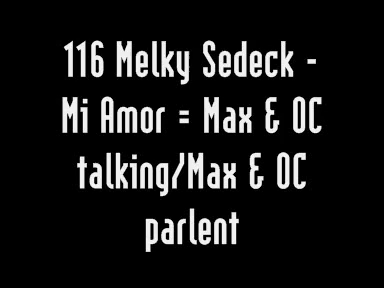 116 Melky Sedeck -
Mi Amor = Max & OC
talking/Max & OC
parlent